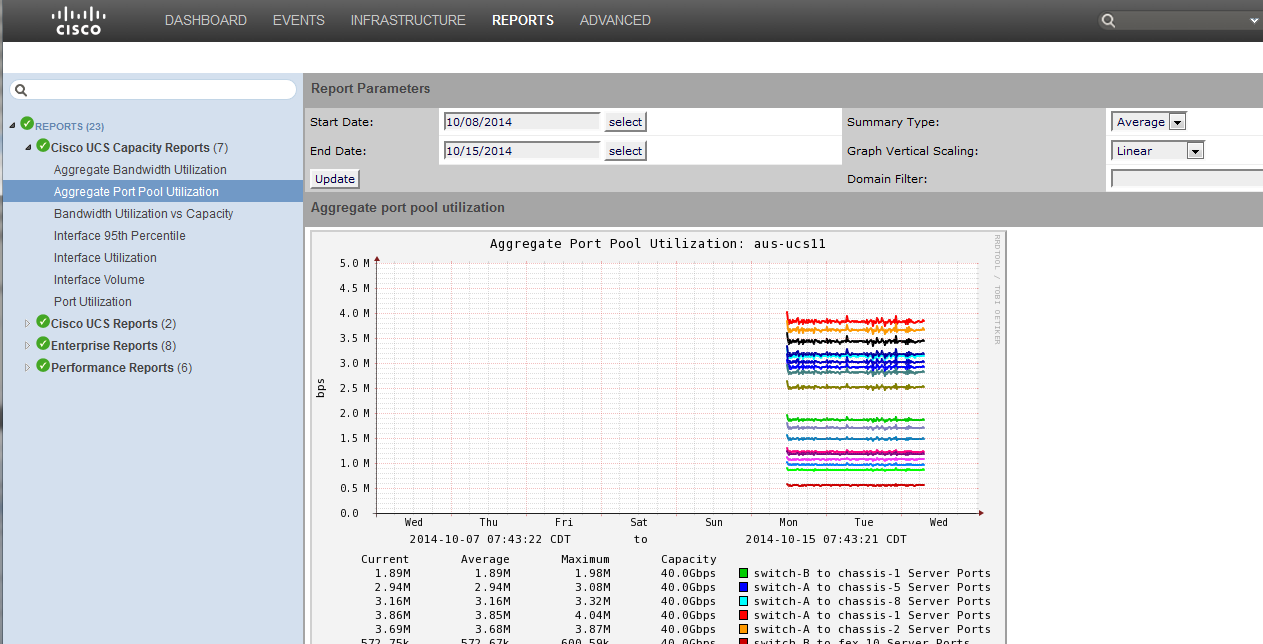 CISCO
DASHBOARD EVENTS INFRASTRUCTURE REPORTS ADVANCED
REPORTS (23)
Cisco UCS Capacity Reports (7)
Aggregate Bandwidth Utilization
Aggregate Port Pool Utilization
Bandwidth Utilization vs Capacity
Interface 95th Percentile
Interface Utilization
Interface Volume
Port Utilization
Cisco UCS Reports (2)
Enterprise Reports (8)
Performance Reports (6)
Report Parameters
Start Date: 10/08/2014 select Summary Type: Average
End Date: 10/15/2014 select Graph Vertical Scaling: Linear
Update Domain Filter:
Aggregate port pool utilization
Aggregate Port Pool Utilization: aus-ucs11
RRDTOOL / TOBI OETIKER
5.0 M
4.5 M
4.0 M
3.5 M
3.0 M
2.5 M
2.0 M
1.5 M
1.0 M
0.5 M
0.0
bps
Wed Thu Fri Sat Sun Mon Tue Wed
2014-10-07 07:43:22 CDT to 2014-10-15 07:43:21 CDT
Current Average Maximum Capacity
1.89M 1.89M 1.98M 40.0Gbps switch-B to chassis-1 Server Ports
2.94M 2.94M 3.08M 40.0Gbps switch-A to chassis-5 Server Ports
3.16M 3.16M 3.32M 40.0Gbps switch-A to chassis-8 Server Ports
3.86M 3.85M 4.04M 40.0Gbps switch-A to chassis-1 Server Ports
3.69M 3.68M 3.87M 40.0Gbps switch-A to chassis-2 Server Ports
572.75k 572.67k 600.59k 40.0Gbps switch-B to fex-10 Server Ports